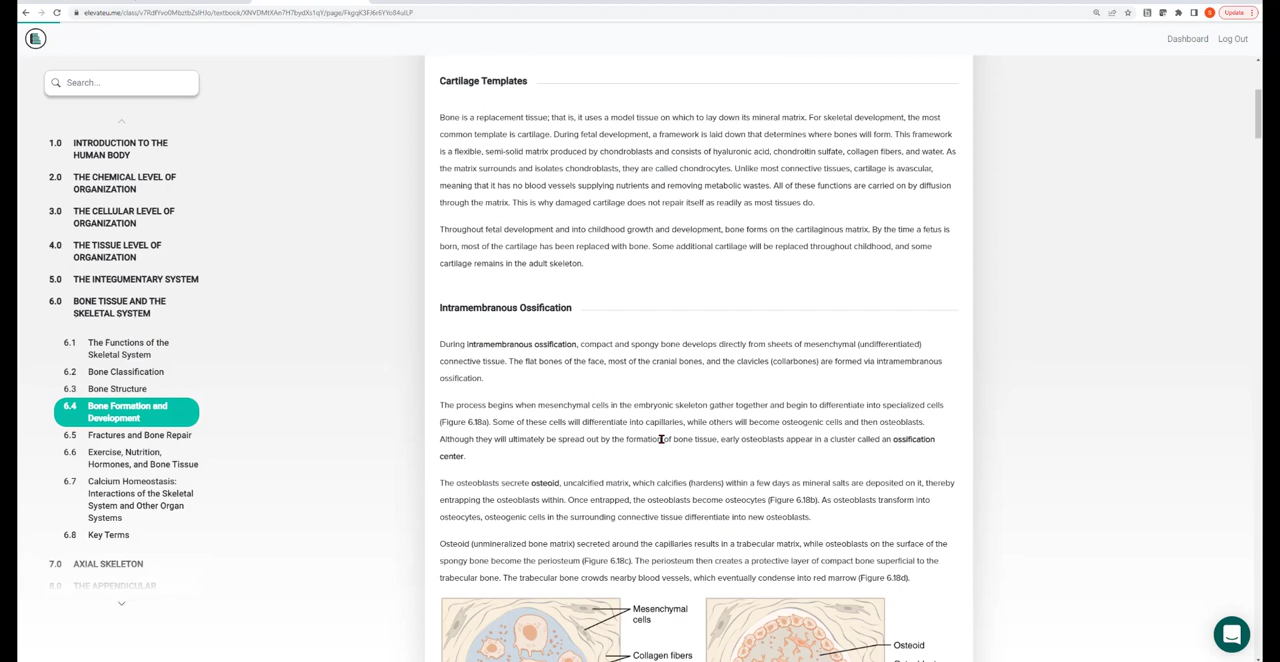 elevateu.me/class/v7RdfYvo0MbztbZslHJo/textbook/XNVDMtXAn7H7bydXs1qY/page/FkgqK3FJ6r6YYo84uILP
Update
Dashboard
Log Out
Search...
1.0 INTRODUCTION TO THE
HUMAN BODY
2.0 THE CHEMICAL LEVEL OF
ORGANIZATION
3.0 THE CELLULAR LEVEL OF
ORGANIZATION
4.0 THE TISSUE LEVEL OF
ORGANIZATION
5.0 THE INTEGUMENTARY SYSTEM
6.0 BONE TISSUE AND THE
SKELETAL SYSTEM
6.1 The Functions of the
Skeletal System
6.2 Bone Classification
6.3 Bone Structure
6.4 Bone Formation and
Development
6.5 Fractures and Bone Repair
6.6 Exercise, Nutrition,
Hormones, and Bone Tissue
6.7 Calcium Homeostasis:
Interactions of the Skeletal
System and Other Organ
Systems
6.8 Key Terms
7.0 AXIAL SKELETON
8.0 THE APPENDICULAR
Cartilage Templates
Bone is a replacement tissue; that is, it uses a model tissue on which to lay down its mineral matrix. For skeletal development, the most
common template is cartilage. During fetal development, a framework is laid down that determines where bones will form. This framework
is a flexible, semi-solid matrix produced by chondroblasts and consists of hyaluronic acid, chondroitin sulfate, collagen fibers, and water. As
the matrix surrounds and isolates chondroblasts, they are called chondrocytes. Unlike most connective tissues, cartilage is avascular,
meaning that it has no blood vessels supplying nutrients and removing metabolic wastes. All of these functions are carried on by diffusion
through the matrix. This is why damaged cartilage does not repair itself as readily as most tissues do.
Throughout fetal development and into childhood growth and development, bone forms on the cartilaginous matrix. By the time a fetus is
born, most of the cartilage has been replaced with bone. Some additional cartilage will be replaced throughout childhood, and some
cartilage remains in the adult skeleton.
Intramembranous Ossification
During intramembranous ossification, compact and spongy bone develops directly from sheets of mesenchymal (undifferentiated)
connective tissue. The flat bones of the face, most of the cranial bones, and the clavicles (collarbones) are formed via intramembranous
ossification.
The process begins when mesenchymal cells in the embryonic skeleton gather together and begin to differentiate into specialized cells
(Figure 6.18a). Some of these cells will differentiate into capillaries, while others will become osteogenic cells and then osteoblasts.
Although they will ultimately be spread out by the formation of bone tissue, early osteoblasts appear in a cluster called an ossification
center.
The osteoblasts secrete osteoid, uncalcified matrix, which calcifies (hardens) within a few days as mineral salts are deposited on it, thereby
entrapping the osteoblasts within. Once entrapped, the osteoblasts become osteocytes (Figure 6.18b). As osteoblasts transform into
osteocytes, osteogenic cells in the surrounding connective tissue differentiate into new osteoblasts.
Osteoid (unmineralized bone matrix) secreted around the capillaries results in a trabecular matrix, while osteoblasts on the surface of the
spongy bone become the periosteum (Figure 6.18c). The periosteum then creates a protective layer of compact bone superficial to the
trabecular bone. The trabecular bone crowds nearby blood vessels, which eventually condense into red marrow (Figure 6.18d).
Mesenchymal
cells
Collagen fibers
Osteoid